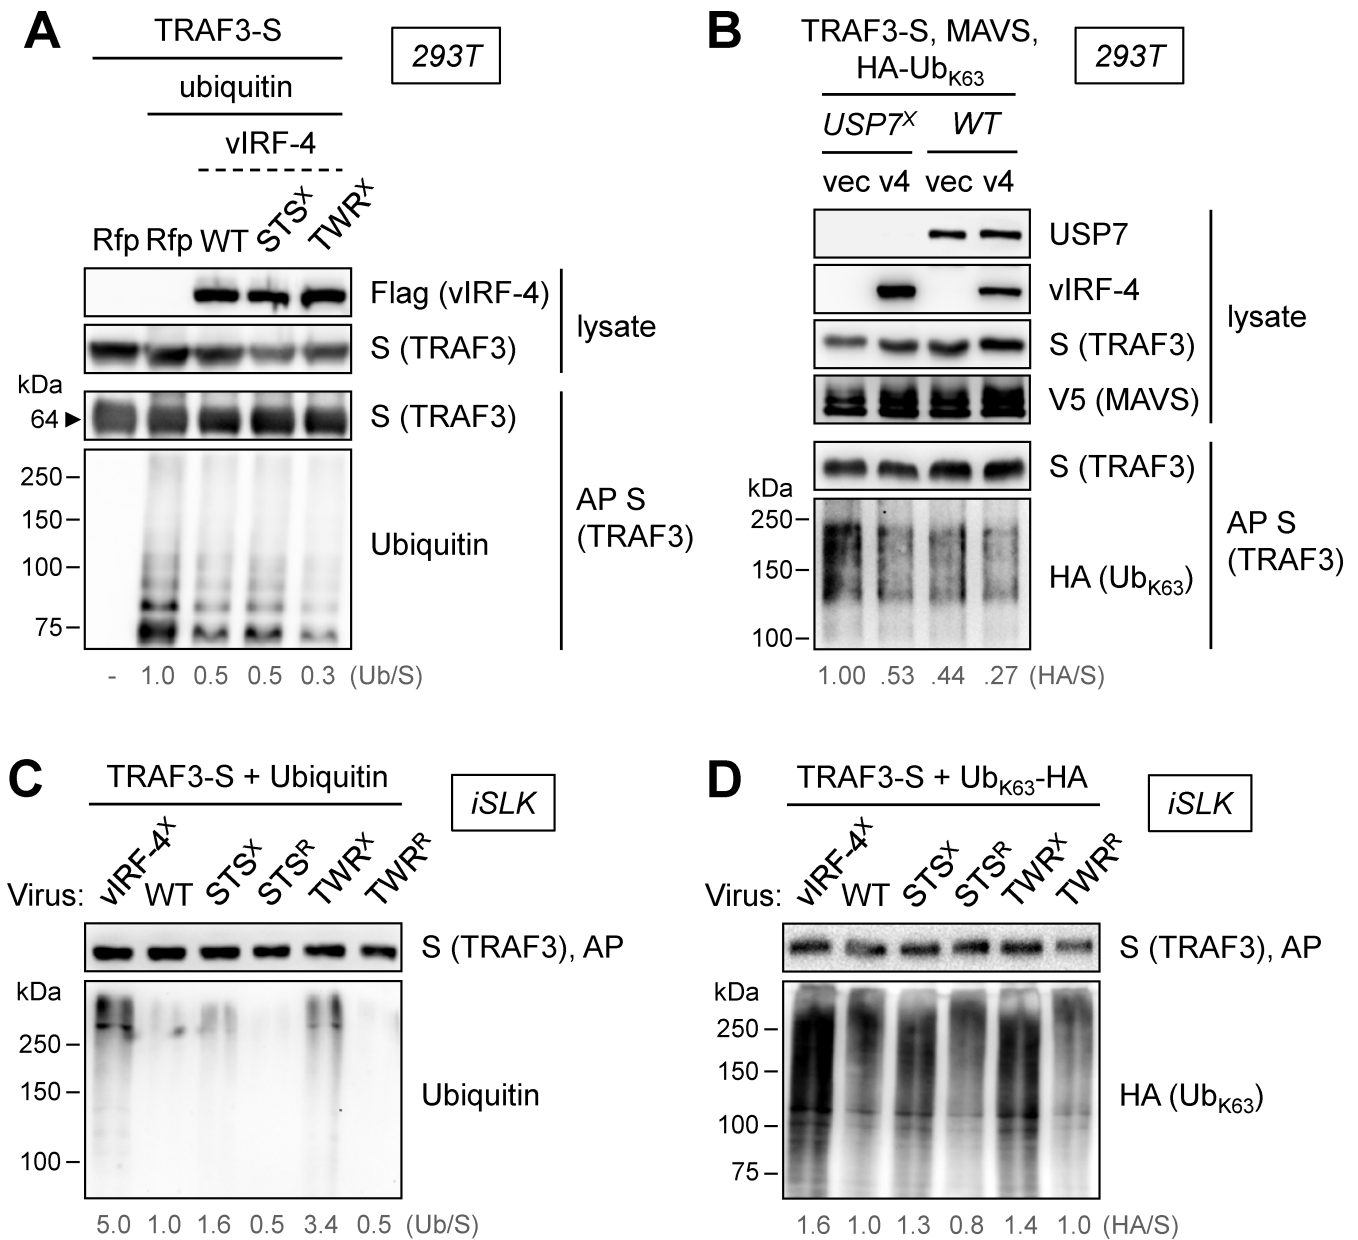 A
TRAF3-S
293T
ubiquitin
vIRF-4
Rfp Rfp WT STSX TWRX
Flag (vIRF-4)
S (TRAF3)
lysate
kDa
64
S (TRAF3)
250
150
100
75
Ubiquitin
AP S
(TRAF3)
- 1.0 0.5 0.5 0.3 (Ub/S)
B
TRAF3-S, MAVS,
HA-UbK63
293T
USP7X WT
vec v4 vec v4
USP7
vIRF-4
S (TRAF3)
V5 (MAVS)
lysate
S (TRAF3)
kDa
250
150
100
HA (UbK63)
AP S
(TRAF3)
1.00 .53 .44 .27 (HA/S)
C
TRAF3-S + Ubiquitin
iSLK
Virus: vIRF-4X WT STSX STSR TWRX TWRR
S (TRAF3), AP
kDa
250
150
100
Ubiquitin
5.0 1.0 1.6 0.5 3.4 0.5 (Ub/S)
D
TRAF3-S + UbK63-HA
iSLK
Virus: vIRF-4X WT STSX STSR TWRX TWRR
S (TRAF3), AP
kDa
250
150
100
75
HA (UbK63)
1.6 1.0 1.3 0.8 1.4 1.0 (HA/S)